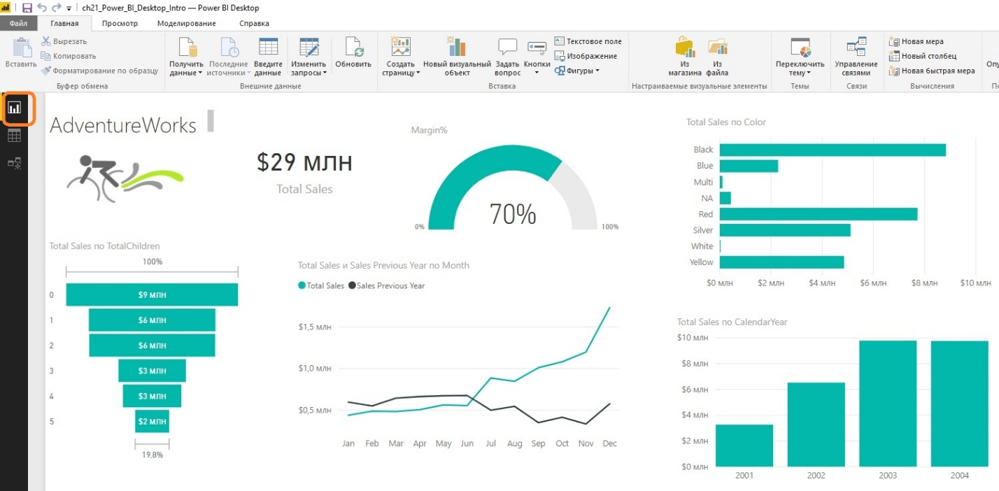 ch21_Power_BI_Desktop_Intro — Power BI Desktop
Файл Главная Просмотр Моделирование Справка
Вставить
Вырезать
Копировать
Форматирование по образцу
Буфер обмена
Получить данные
Последние источники
Введите данные
Изменить запросы
Обновить
Внешние данные
Создать страницу
Новый визуальный объект
Задать вопрос
Кнопки
Текстовое поле
Изображение
Фигуры
Вставка
Из магазина
Из файла
Настраиваемые визуальные элементы
Переключить тему
Темы
Управление связями
Связи
Новая мера
Новый столбец
Новая быстрая мера
Вычисления
AdventureWorks
$29 млн
Total Sales
Margin%
70%
0%
100%
Total Sales по Color
Black
Blue
Multi
NA
Red
Silver
White
Yellow
$0 млн $2 млн $4 млн $6 млн $8 млн $10 млн
Total Sales по TotalChildren
100%
0 $9 млн
1 $6 млн
2 $6 млн
3 $3 млн
4 $3 млн
5 $2 млн
19.8%
Total Sales и Sales Previous Year по Month
Total Sales Sales Previous Year
$1,5 млн
$1,0 млн
$0,5 млн
Jan Feb Mar Apr May Jun Jul Aug Sep Oct Nov Dec
Total Sales по CalendarYear
$10 млн
$8 млн
$6 млн
$4 млн
$2 млн
$0 млн
2001 2002 2003 2004